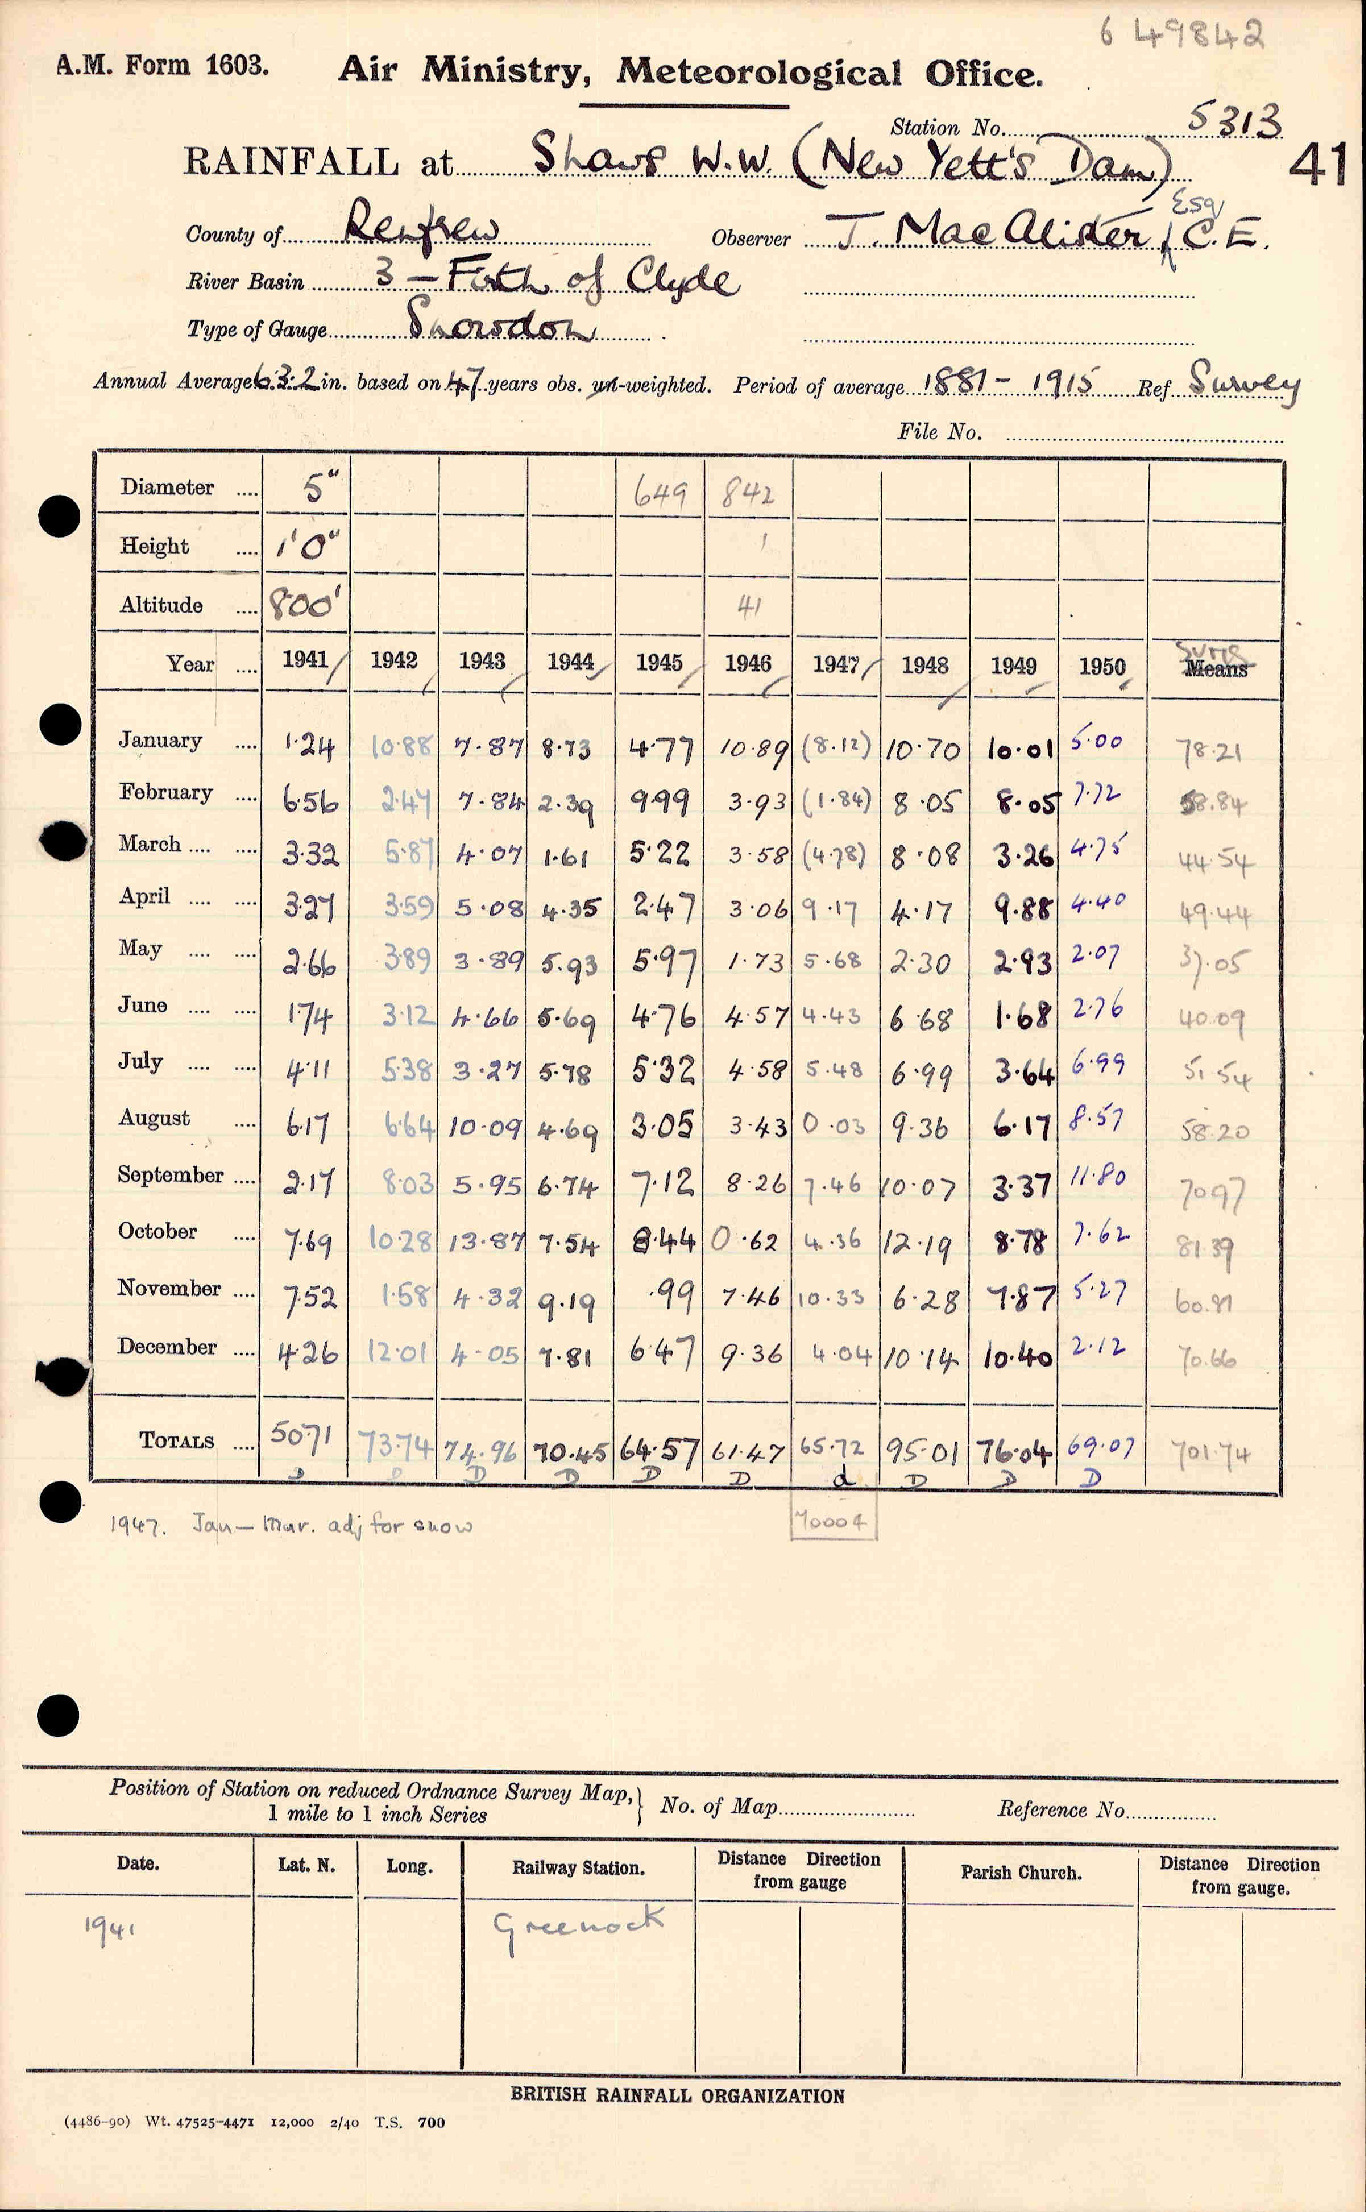 6 49842
A.M. Form 1603. Air Ministry, Meteorological Office.
Station No. 5313
RAINFALL at Shaws W.W. (New Yett's Dam) 41
County of Renfrew Observer J. MacAlister, Esq C.E.
River Basin 3 - Firth of Clyde
Type of Gauge Snowdon
Annual Average 63.2 in. based on 47 years obs. un-weighted. Period of average 1881 - 1915 Ref. Survey
File No.
Diameter .... 5" 649 842
Height .... 1'0" 1
Altitude .... 800' 41
Year .... 1941 1942 1943 1944 1945 1946 1947 1948 1949 1950 Means Sums
January .... 1.24 10.88 7.87 8.73 4.77 10.89 (8.12) 10.70 10.01 5.00 78.21
February .... 6.56 2.47 7.84 2.39 9.99 3.93 (1.84) 8.05 8.05 7.72 58.84
March .... .... 3.32 5.87 4.07 1.61 5.22 3.58 (4.78) 8.08 3.26 4.75 44.54
April .... .... 3.27 3.59 5.08 4.35 2.47 3.06 9.17 4.17 9.88 4.40 49.44
May .... .... 2.66 3.89 3.89 5.93 5.97 1.73 5.68 2.30 2.93 2.07 37.05
June .... .... 1.74 3.12 4.66 5.69 4.76 4.57 4.43 6.68 1.68 2.76 40.09
July .... .... 4.11 5.38 3.27 5.78 5.32 4.58 5.48 6.99 3.64 6.99 51.54
August .... 6.17 6.64 10.09 4.69 3.05 3.43 0.03 9.36 6.17 8.57 58.20
September .... 2.17 8.03 5.95 6.74 7.12 8.26 7.46 10.07 3.37 11.80 70.97
October .... 7.69 10.28 13.87 7.54 8.44 0.62 4.36 12.19 8.78 7.62 81.39
November .... 7.52 1.58 4.32 9.19 .99 7.46 10.33 6.28 7.87 5.27 60.81
December .... 4.26 12.01 4.05 7.81 6.47 9.36 4.04 10.14 10.40 2.12 70.66
TOTALS .... 50.71 73.74 74.96 70.45 64.57 61.47 65.72 95.01 76.04 69.07 701.74
D D D D D D d D D D
1947. Jan - Mar. adj for snow 70004
Position of Station on reduced Ordnance Survey Map, 1 mile to 1 inch Series } No. of Map Reference No.
Date. Lat. N. Long. Railway Station. Distance Direction from gauge Parish Church. Distance Direction from gauge.
1941 Greenock
BRITISH RAINFALL ORGANIZATION
(4486-90) Wt. 47525-4471 12,000 2/40 T.S. 700